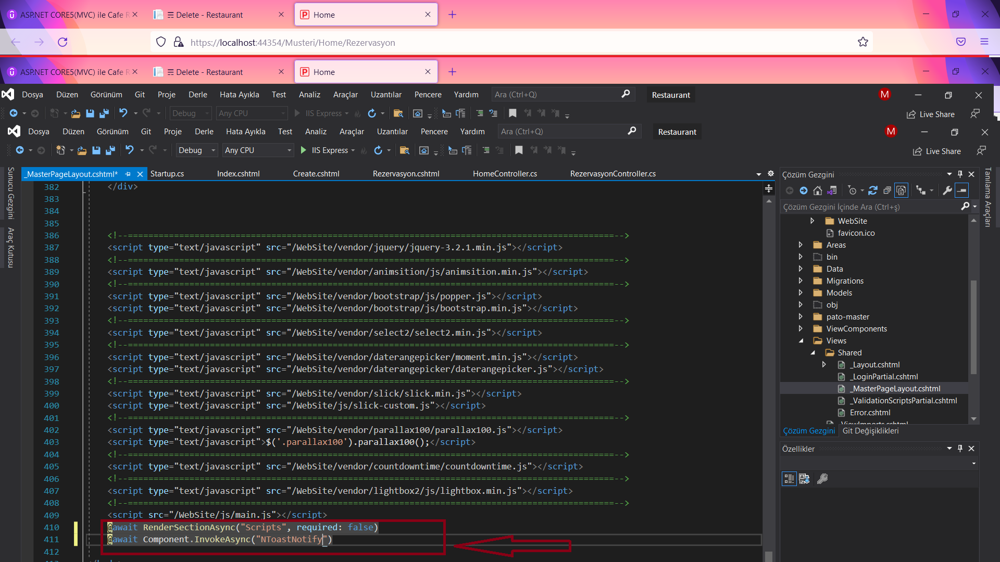 ASP.NET CORE5(MVC) ile Cafe R
☰ Delete - Restaurant
Home
https://localhost:44354/Musteri/Home/Rezervasyon
ASP.NET CORE5(MVC) ile Cafe R
☰ Delete - Restaurant
Home
Dosya Düzen Görünüm Git Proje Derle Hata Ayıkla Test Analiz Araçlar Uzantılar Pencere Yardım Ara (Ctrl+Q) Restaurant M
Debug Any CPU IIS Express Live Share
Dosya Düzen Görünüm Git Proje Derle Hata Ayıkla Test Analiz Araçlar Uzantılar Pencere Yardım Ara (Ctrl+Q) Restaurant M
Debug Any CPU IIS Express Live Share
Sunucu Gezgini
Araç Kutusu
_MasterPageLayout.cshtml* Startup.cs Index.cshtml Create.cshtml Rezervasyon.cshtml HomeController.cs RezervasyonController.cs
382 </div>
383
384
385
386 <!--===============================================================================================-->
387 <script type="text/javascript" src="/WebSite/vendor/jquery/jquery-3.2.1.min.js"></script>
388 <!--===============================================================================================-->
389 <script type="text/javascript" src="/WebSite/vendor/animsition/js/animsition.min.js"></script>
390 <!--===============================================================================================-->
391 <script type="text/javascript" src="/WebSite/vendor/bootstrap/js/popper.js"></script>
392 <script type="text/javascript" src="/WebSite/vendor/bootstrap/js/bootstrap.min.js"></script>
393 <!--===============================================================================================-->
394 <script type="text/javascript" src="/WebSite/vendor/select2/select2.min.js"></script>
395 <!--===============================================================================================-->
396 <script type="text/javascript" src="/WebSite/vendor/daterangepicker/moment.min.js"></script>
397 <script type="text/javascript" src="/WebSite/vendor/daterangepicker/daterangepicker.js"></script>
398 <!--===============================================================================================-->
399 <script type="text/javascript" src="/WebSite/vendor/slick/slick.min.js"></script>
400 <script type="text/javascript" src="/WebSite/js/slick-custom.js"></script>
401 <!--===============================================================================================-->
402 <script type="text/javascript" src="/WebSite/vendor/parallax100/parallax100.js"></script>
403 <script type="text/javascript">$('.parallax100').parallax100();</script>
404 <!--===============================================================================================-->
405 <script type="text/javascript" src="/WebSite/vendor/countdowntime/countdowntime.js"></script>
406 <!--===============================================================================================-->
407 <script type="text/javascript" src="/WebSite/vendor/lightbox2/js/lightbox.min.js"></script>
408 <!--===============================================================================================-->
409 <script src="/WebSite/js/main.js"></script>
410 @await RenderSectionAsync("Scripts", required: false)
411 @await Component.InvokeAsync("NToastNotify")
412
Çözüm Gezgini
Çözüm Gezgini İçinde Ara (Ctrl+ş)
WebSite
favicon.ico
Areas
bin
Data
Migrations
Models
obj
pato-master
ViewComponents
Views
Shared
_Layout.cshtml
_LoginPartial.cshtml
_MasterPageLayout.cshtml
_ValidationScriptsPartial.cshtml
Error.cshtml
Çözüm Gezgini Git Değişiklikleri
Özellikler
Tanılama Araçları